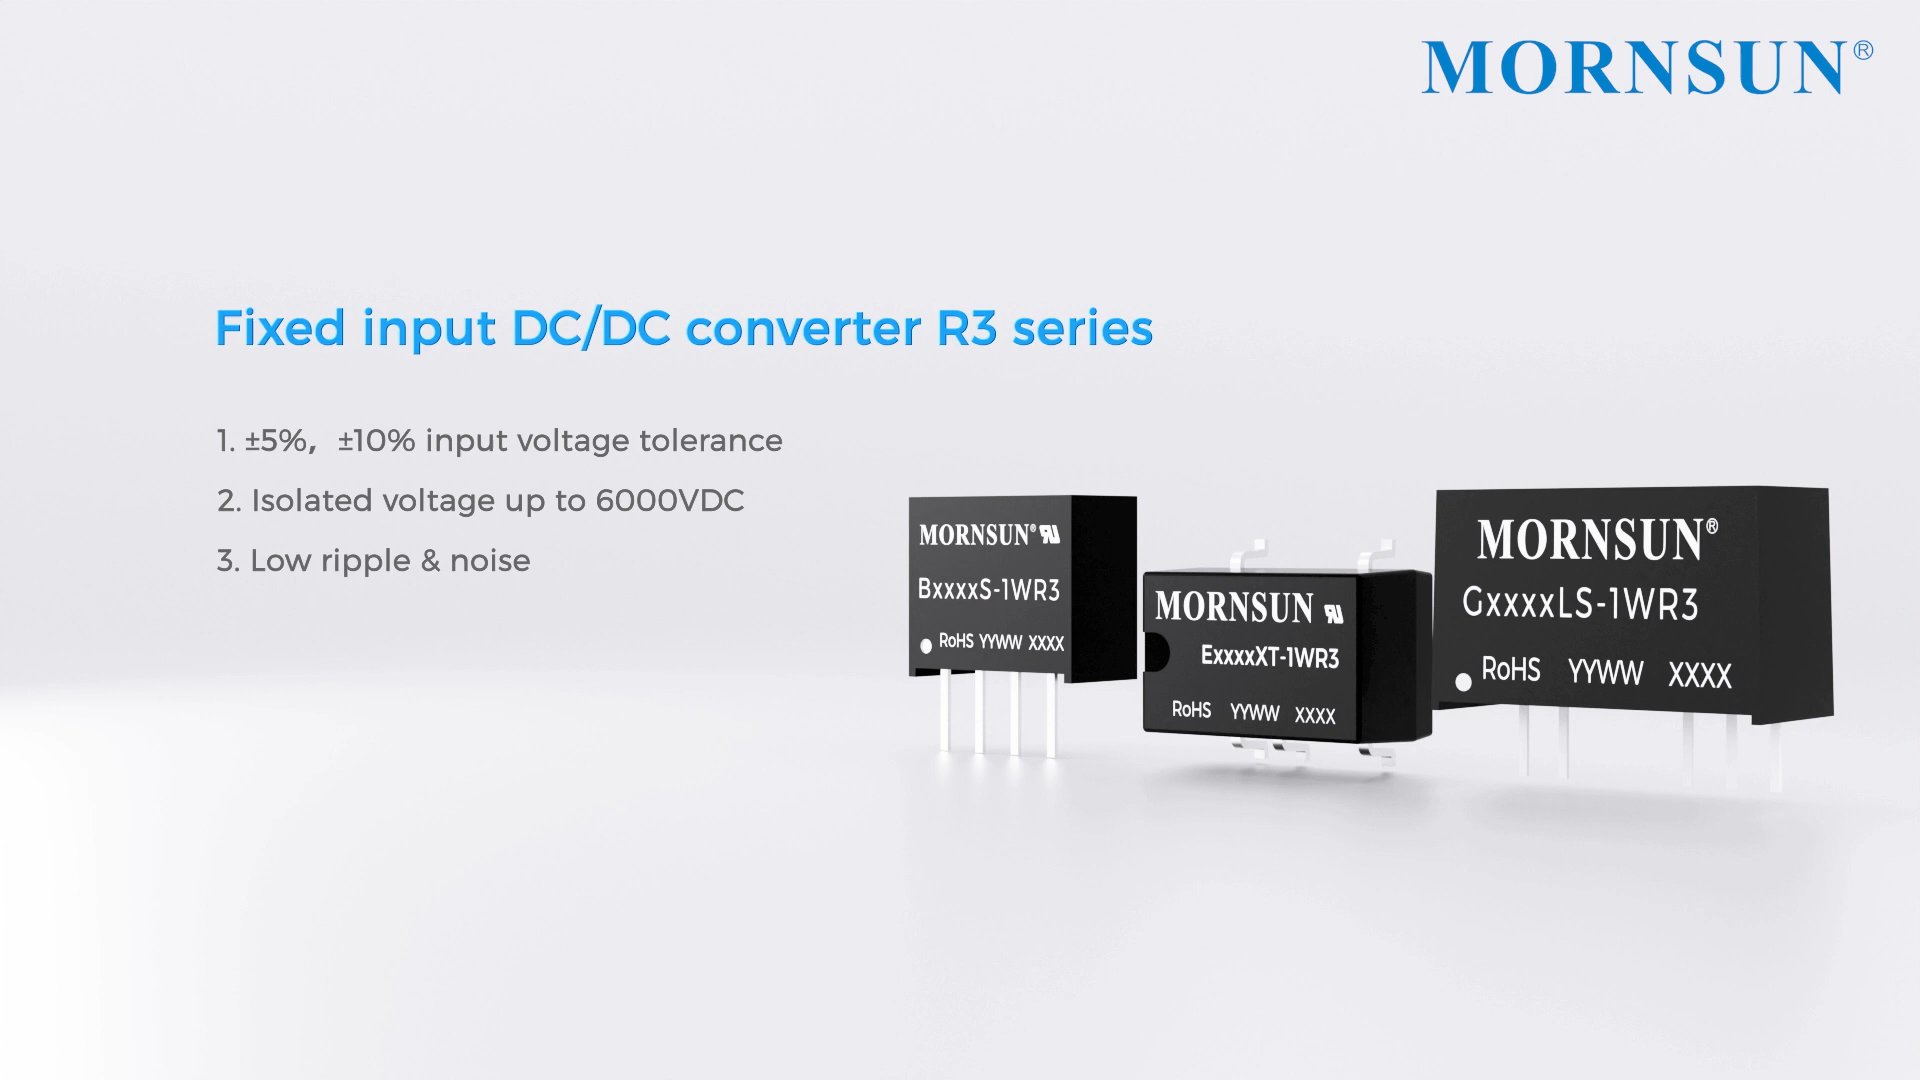 MORNSUN®
Fixed input DC/DC converter R3 series
1. ±5%, ±10% input voltage tolerance
2. Isolated voltage up to 6000VDC
3. Low ripple & noise
MORNSUN®
BxxxxS-1WR3
RoHS YYWW XXXX
MORNSUN
ExxxxXT-1WR3
RoHS YYWW XXXX
MORNSUN®
GxxxxLS-1WR3
RoHS YYWW XXXX